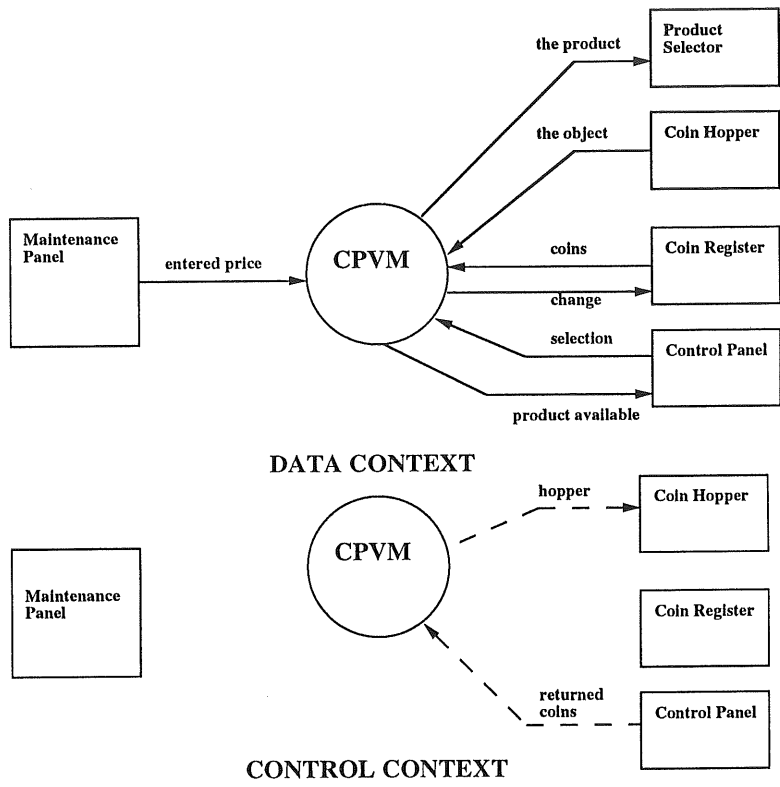 the product
Product
Selector
the object
Coin Hopper
Maintenance
Panel
entered price
CPVM
coins
Coin Register
change
selection
Control Panel
product available
DATA CONTEXT
hopper
Coin Hopper
CPVM
Maintenance
Panel
Coin Register
returned
coins
Control Panel
CONTROL CONTEXT